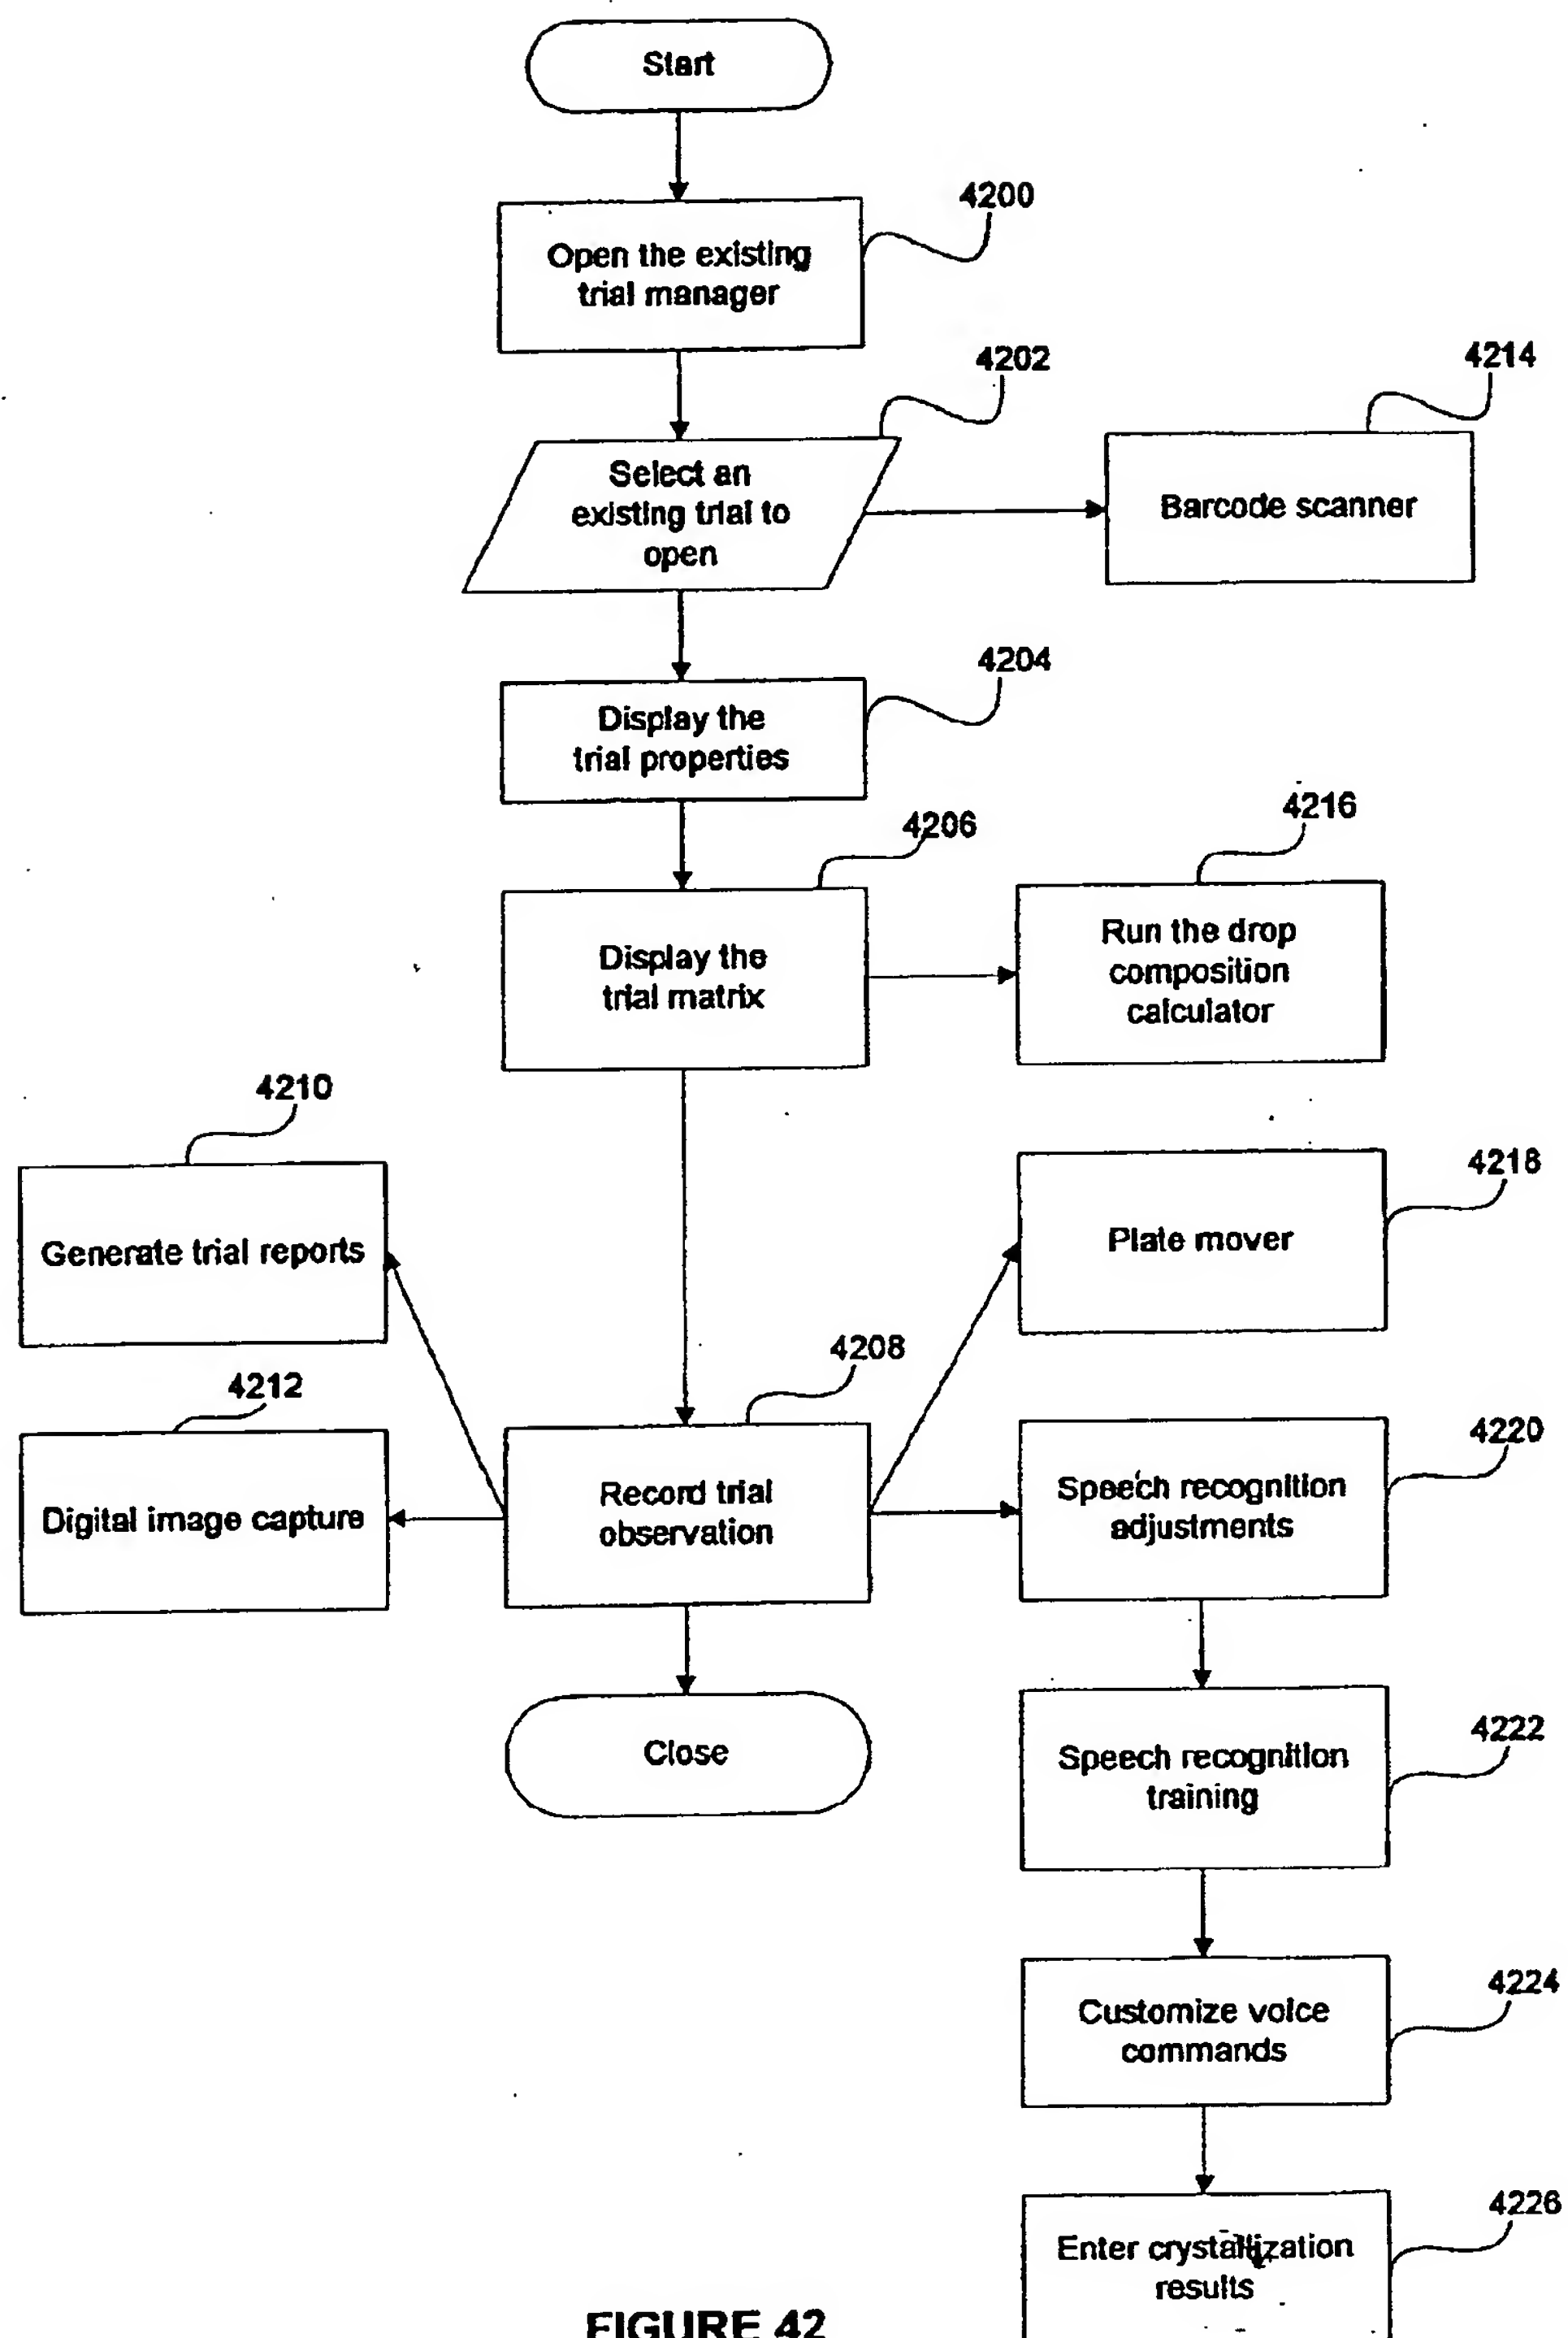 Start
4200
Open the existing
trial manager
4202
4214
Select an
existing trial to
open
Barcode scanner
4204
Display the
trial properties
4206
4216
Display the
trial matrix
Run the drop
composition
calculator
4210
4218
Generate trial reports
Plate mover
4208
4212
4220
Digital image capture
Record trial
observation
Speech recognition
adjustments
Close
4222
Speech recognition
training
4224
Customize voice
commands
4226
Enter crystallization
results
FIGURE 42